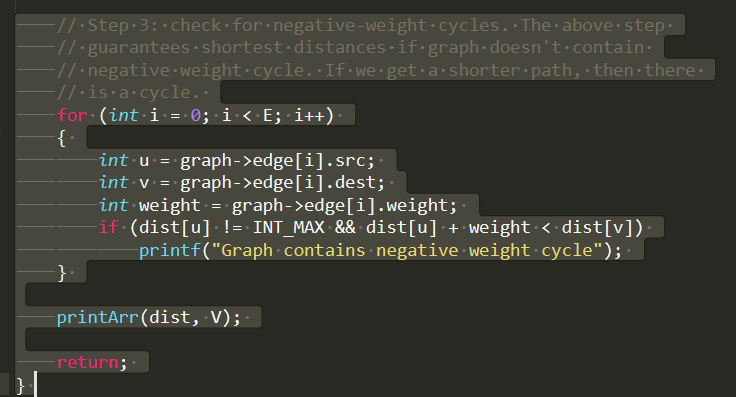 // Step 3: check for negative-weight cycles. The above step
// guarantees shortest distances if graph doesn't contain
// negative weight cycle. If we get a shorter path, then there
// is a cycle.
for (int i = 0; i < E; i++)
{
int u = graph->edge[i].src;
int v = graph->edge[i].dest;
int weight = graph->edge[i].weight;
if (dist[u] != INT_MAX && dist[u] + weight < dist[v])
printf("Graph contains negative weight cycle");
}
printArr(dist, V);
return;
}